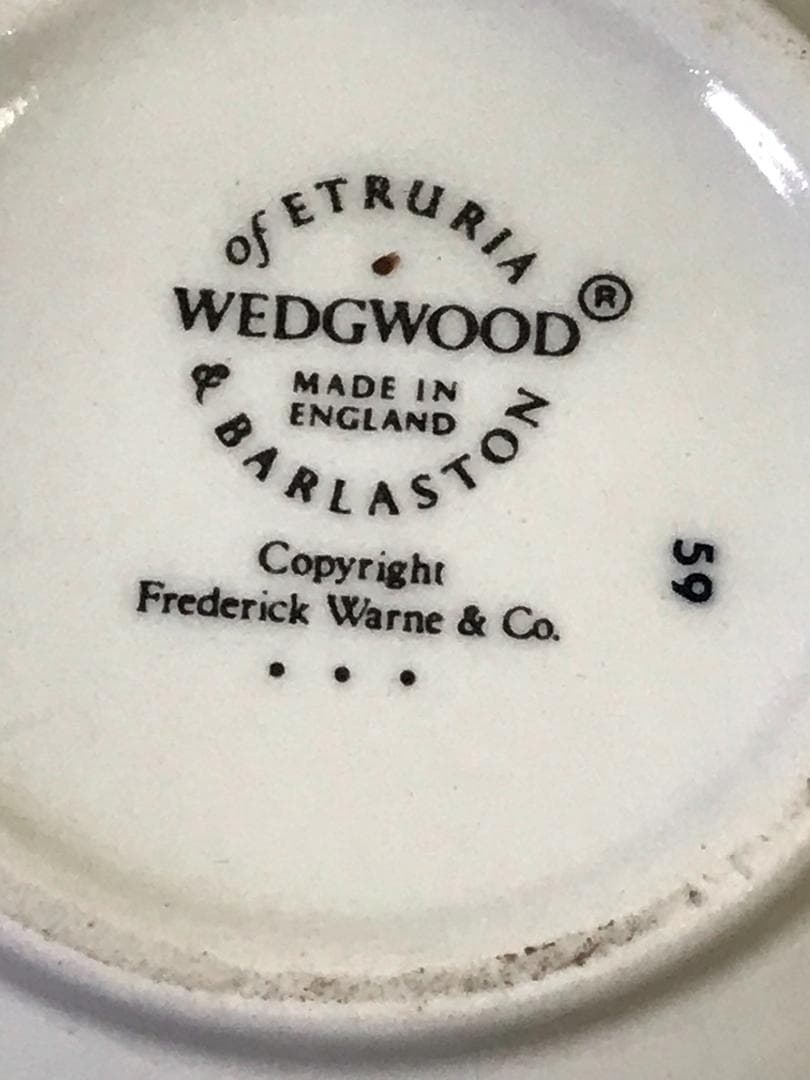 of ETRURIA
WEDGWOOD®
MADE IN
ENGLAND
& BARLASTON
Copyright
Frederick Warne & Co.
• • •
59